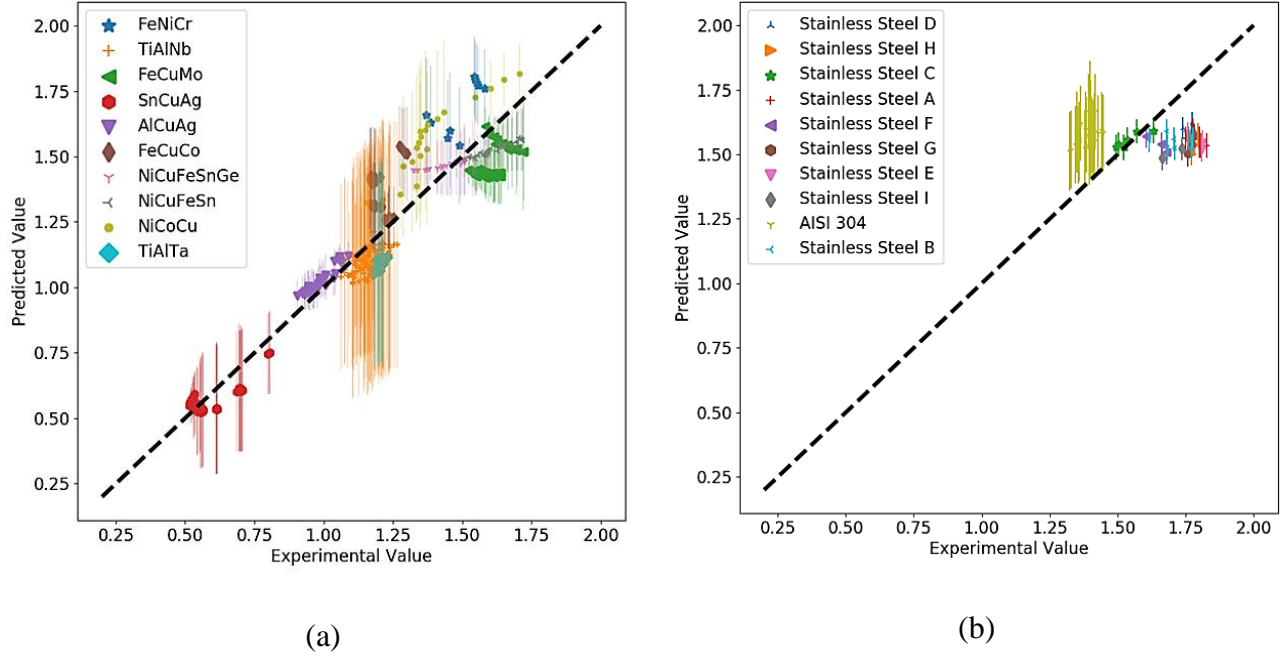 2.00
1.75
1.50
1.25
1.00
0.75
0.50
0.25
Predicted Value
FeNiCr
TiAlNb
FeCuMo
SnCuAg
AlCuAg
FeCuCo
NiCuFeSnGe
NiCuFeSn
NiCoCu
TiAlTa
0.25 0.50 0.75 1.00 1.25 1.50 1.75 2.00
Experimental Value
(a)
2.00
1.75
1.50
1.25
1.00
0.75
0.50
0.25
Predicted Value
Stainless Steel D
Stainless Steel H
Stainless Steel C
Stainless Steel A
Stainless Steel F
Stainless Steel G
Stainless Steel E
Stainless Steel I
AISI 304
Stainless Steel B
0.25 0.50 0.75 1.00 1.25 1.50 1.75 2.00
Experimental Value
(b)